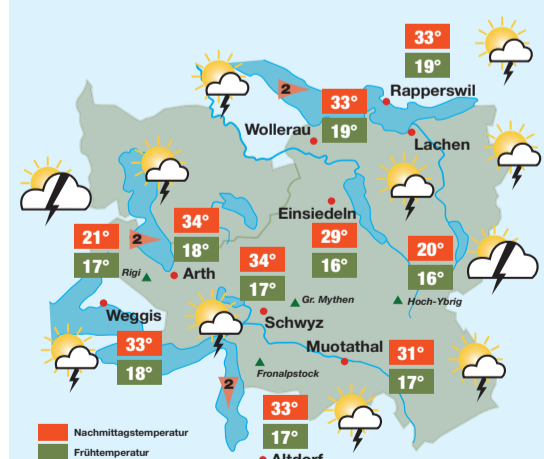 33°
19°
Rapperswil
2
33°
19°
Wollerau
Lachen
Einsiedeln
29°
16°
34°
18°
21°
17°
2
Rigi
Arth
34°
17°
20°
16°
Gr. Mythen
Hoch-Ybrig
Weggis
Schwyz
33°
18°
Muotathal
31°
17°
Fronalpstock
2
33°
17°
Altdorf
Nachmittagstemperatur
Frühtemperatur